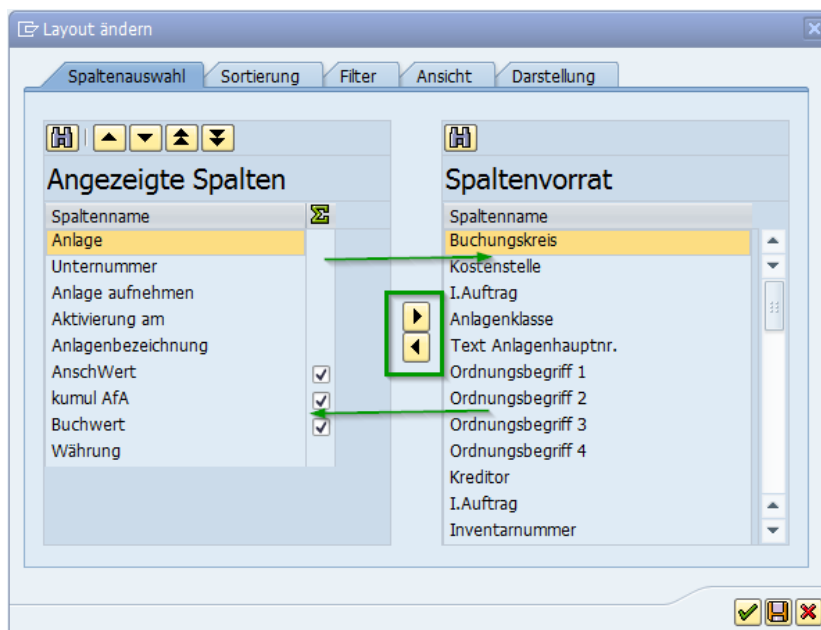 Layout ändern
Spaltenauswahl
Sortierung
Filter
Ansicht
Darstellung
Angezeigte Spalten
Spaltenname
Anlage
Unternummer
Anlage aufnehmen
Aktivierung am
Anlagenbezeichnung
AnschWert
kumul AfA
Buchwert
Währung
Spaltenvorrat
Spaltenname
Buchungskreis
Kostenstelle
I.Auftrag
Anlagenklasse
Text Anlagenhauptnr.
Ordnungsbegriff 1
Ordnungsbegriff 2
Ordnungsbegriff 3
Ordnungsbegriff 4
Kreditor
I.Auftrag
Inventarnummer